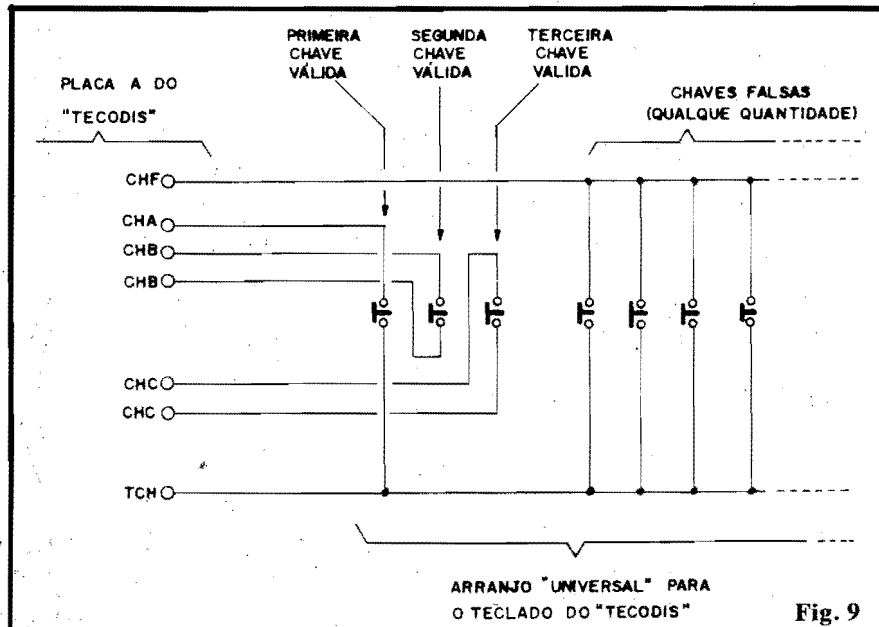 PRIMEIRA
CHAVE
VÁLIDA
SEGUNDA
CHAVE
VÁLIDA
TERCEIRA
CHAVE
VALIDA
PLACA A DO
"TECODIS"
CHAVES FALSAS
(QUALQUE QUANTIDADE)
CHF
CHA
CHB
CHB
CHC
CHC
TCH
ARRANJO "UNIVERSAL" PARA
O TECLADO DO "TECODIS"
Fig. 9